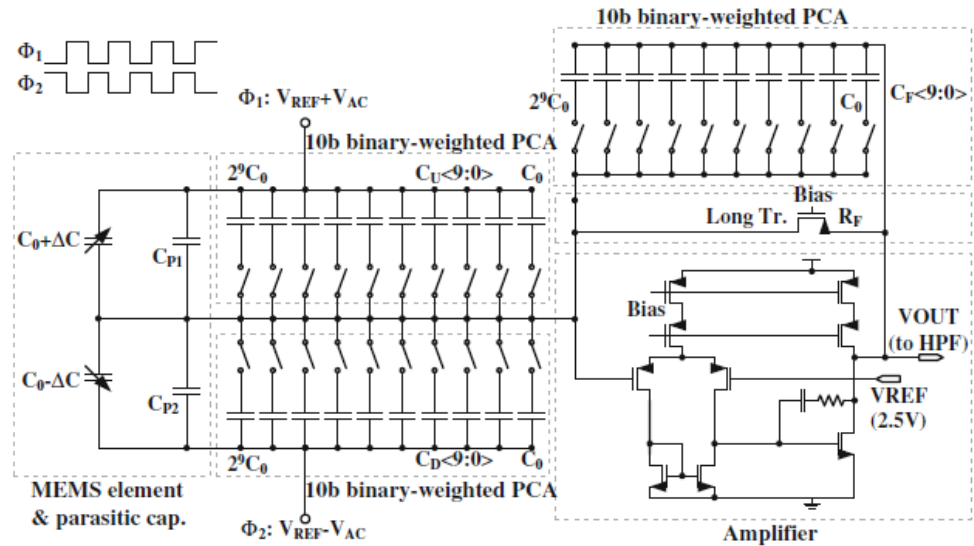 10b binary-weighted PCA
Φ1
Φ2
Φ1: VREF+VAC
2⁹C0
C0
CF<9:0>
10b binary-weighted PCA
2⁹C0
CU<9:0>
C0
Bias
Long Tr.
RF
C0+ΔC
CP1
Bias
VOUT
(to HPF)
C0-ΔC
CP2
VREF
(2.5V)
2⁹C0
CD<9:0>
C0
MEMS element
& parasitic cap.
10b binary-weighted PCA
Φ2: VREF-VAC
Amplifier